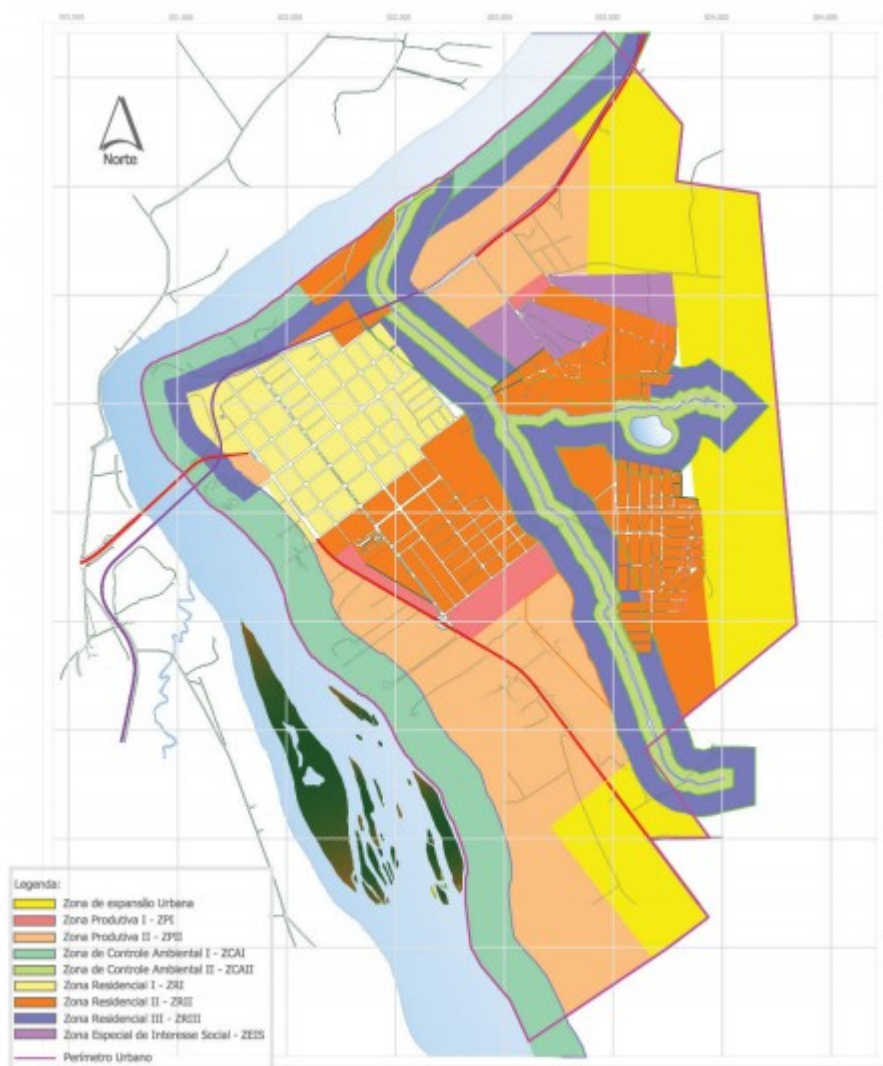 Norte
Legenda:
Zona de expansão Urbana
Zona Produtiva I - ZPI
Zona Produtiva II - ZPII
Zona de Controle Ambiental I - ZCAI
Zona de Controle Ambiental II - ZCAII
Zona Residencial I - ZRI
Zona Residencial II - ZRII
Zona Residencial III - ZRIII
Zona Especial de Interesse Social - ZEIS
Perímetro Urbano